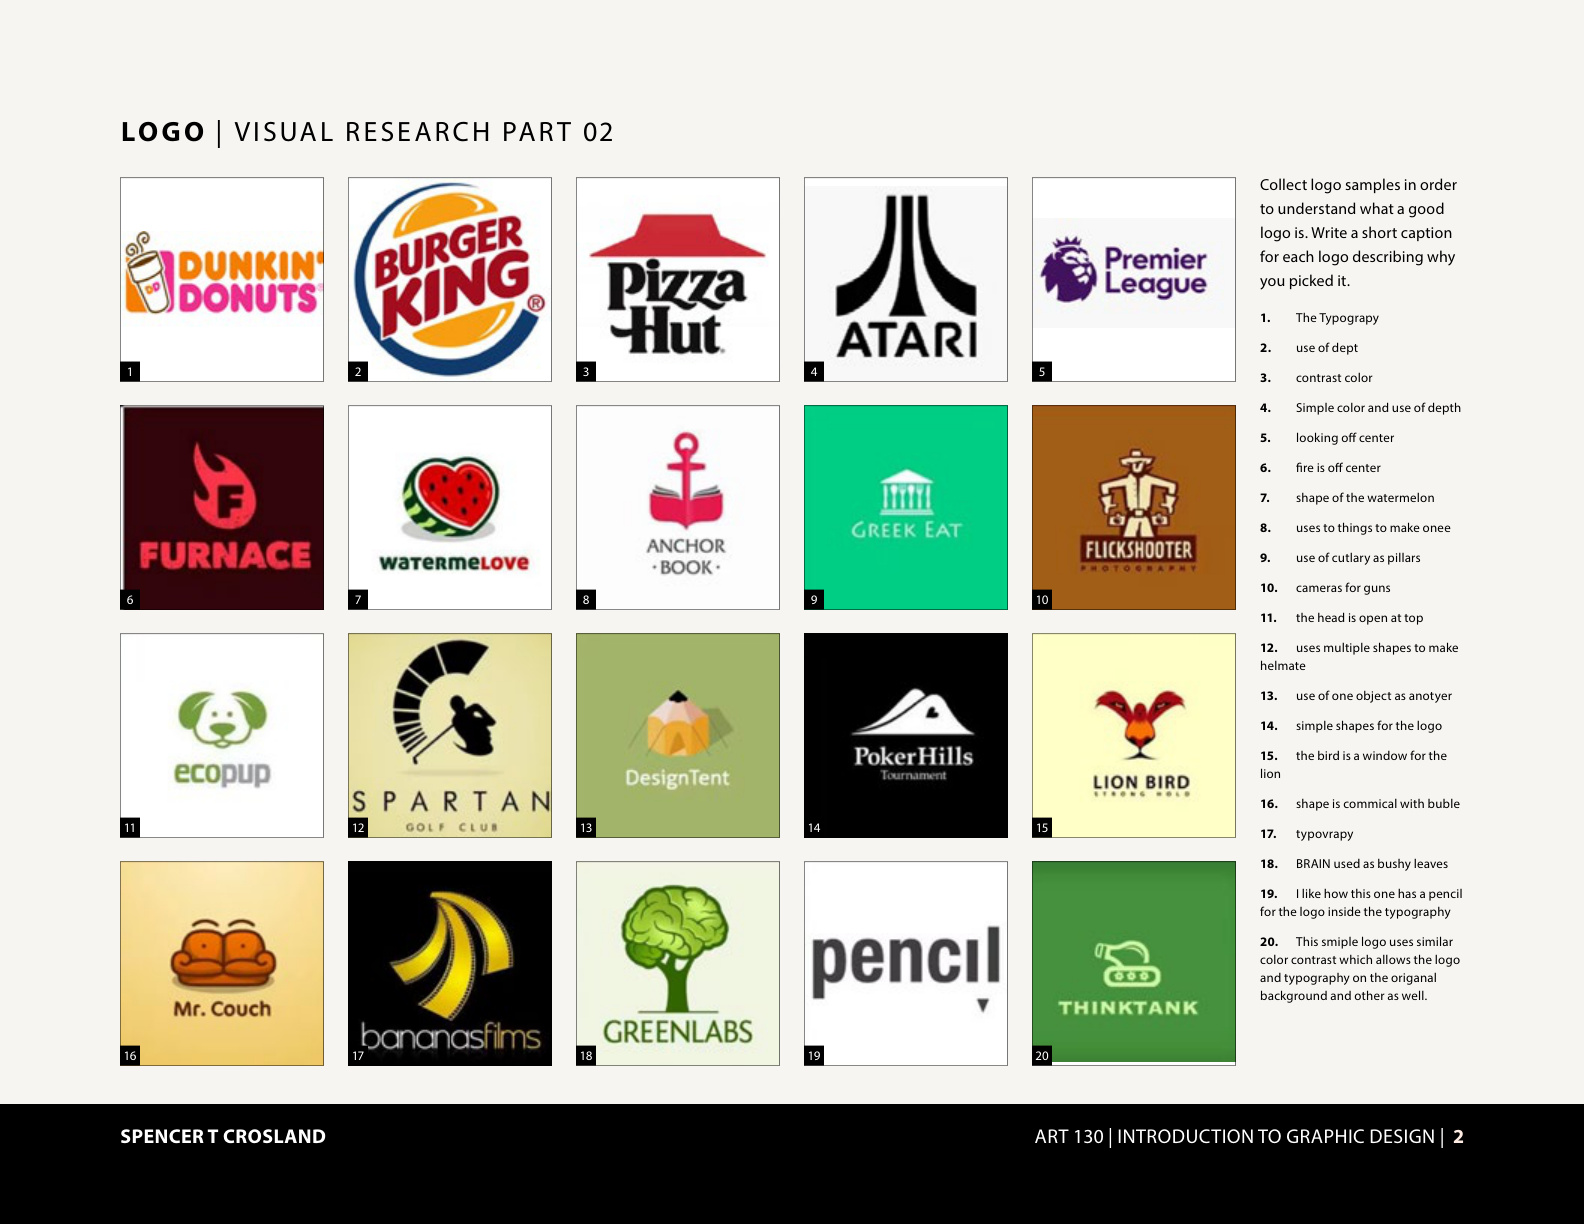 LOGO | VISUAL RESEARCH PART 02
DUNKIN'
DONUTS
DD
1
BURGER
KING
®
2
Pizza
Hut
3
ATARI
4
Premier
League
5
F
FURNACE
6
waTermeLOVe
7
ANCHOR
· BOOK ·
8
GREEK EAT
9
FLICKSHOOTER
PHOTOGRAPHY
10
ecopup
11
SPARTAN
GOLF CLUB
12
DesignTent
13
PokerHills
Tournament
14
LION BIRD
STRONG HOLD
15
Mr. Couch
16
bananasfilms
17
GREENLABS
18
pencil
19
THINKTANK
20
Collect logo samples in order
to understand what a good
logo is. Write a short caption
for each logo describing why
you picked it.
1. The Typograpy
2. use of dept
3. contrast color
4. Simple color and use of depth
5. looking off center
6. fire is off center
7. shape of the watermelon
8. uses to things to make onee
9. use of cutlary as pillars
10. cameras for guns
11. the head is open at top
12. uses multiple shapes to make
helmate
13. use of one object as anotyer
14. simple shapes for the logo
15. the bird is a window for the
lion
16. shape is commical with buble
17. typovrapy
18. BRAIN used as bushy leaves
19. I like how this one has a pencil
for the logo inside the typography
20. This smiple logo uses similar
color contrast which allows the logo
and typography on the origanal
background and other as well.
SPENCER T CROSLAND
ART 130 | INTRODUCTION TO GRAPHIC DESIGN | 2